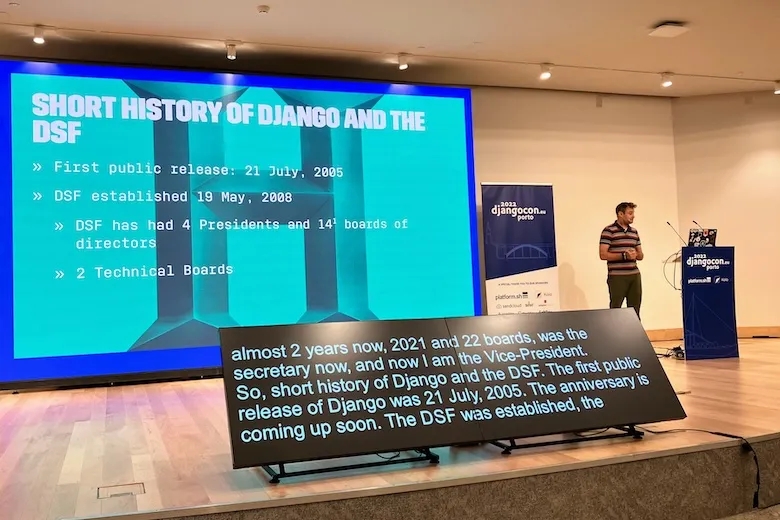 SHORT HISTORY OF DJANGO AND THE
DSF
» First public release: 21 July, 2005
» DSF established 19 May, 2008
» DSF has had 4 Presidents and 14¹ boards of
directors
» 2 Technical Boards
almost 2 years now, 2021 and 22 boards, was the
secretary now, and now I am the Vice-President.
So, short history of Django and the DSF. The first public
release of Django was 21 July, 2005. The anniversary is
coming up soon. The DSF was established, the
2022
djangocon.eu
porto
platform.sh
2022
djangocon.eu
porto
platform.sh